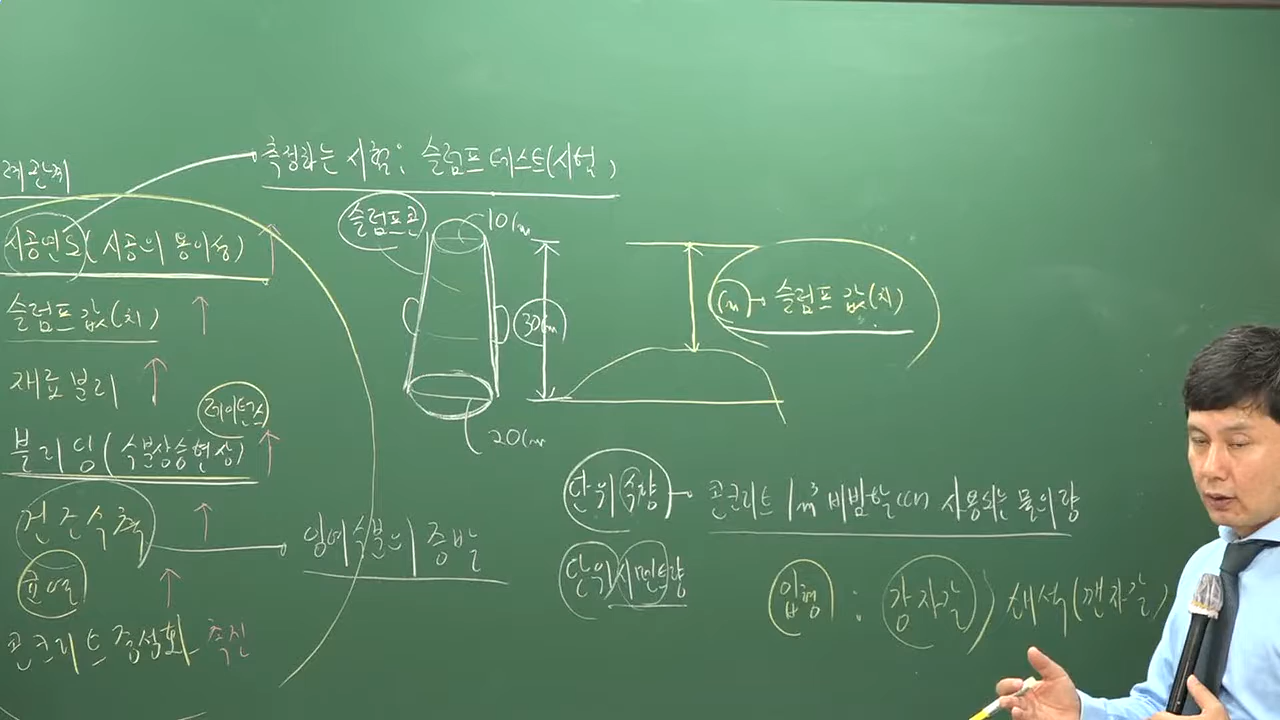 측정하는 시험: 슬럼프 테스트(시험)
시공연도(시공의 용이성) ↑
슬럼프 값(치) ↑
재료분리 ↑
레이턴스
블리딩(수분상승현상) ↑
건조수축 ↑
잉여수분의 증발
균열 ↑
콘크리트 중성화 촉진
슬럼프콘
10cm
30cm
20cm
cm → 슬럼프 값(치)
단위수량 콘크리트 1m³ 비빔할 때 사용되는 물의 량
단위시멘트량
입형 : 강자갈 > 쇄석(깬자갈)